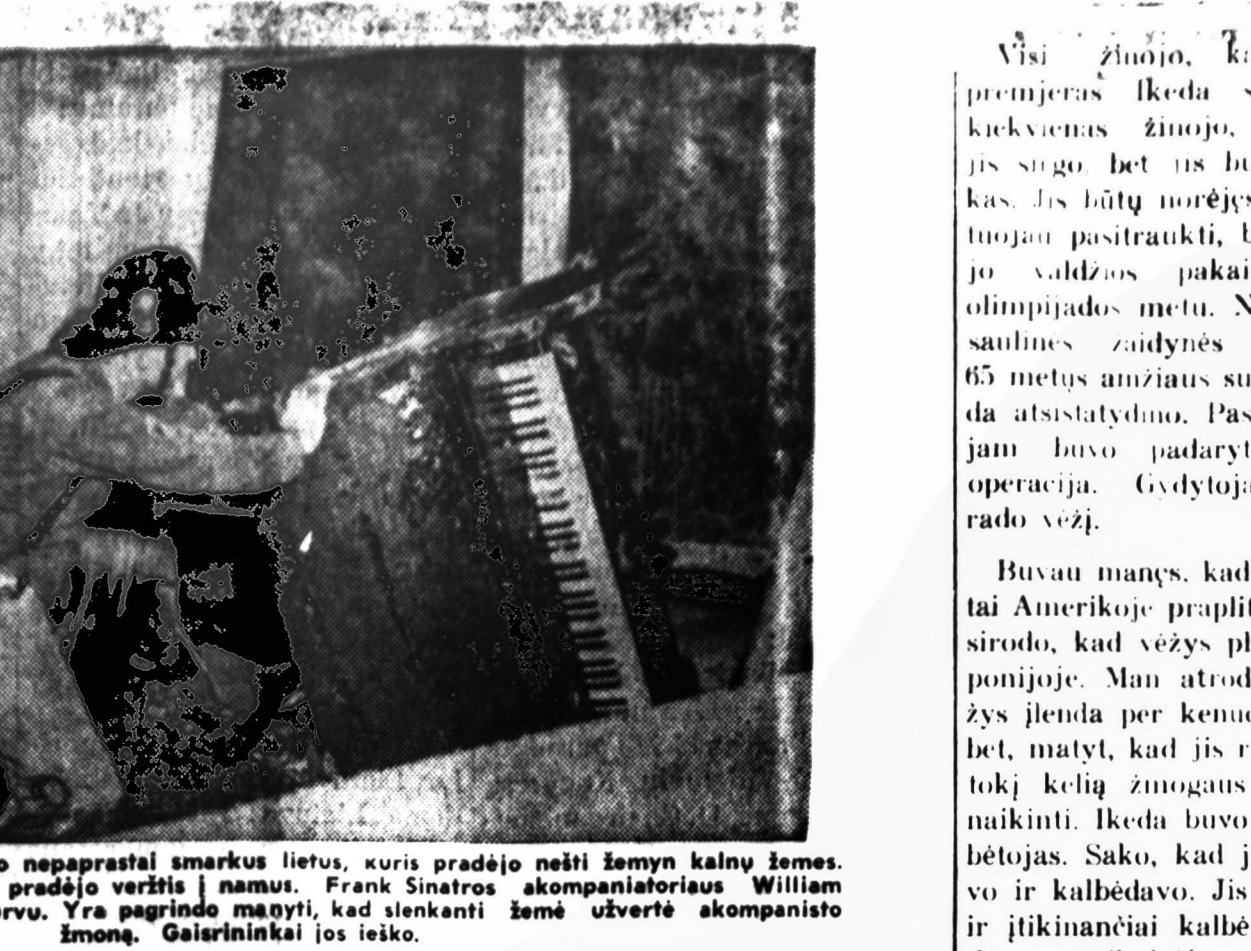 o nepaprastai smarkus lietus, kuris pradėjo nešti žemyn kalnų žemes.
pradėjo veržtis į namus. Frank Sinatros akompaniatoriaus William
rvu. Yra pagrindo manyti, kad slenkanti žemė užvertė akompanisto
žmoną. Gaisrininkai jos ieško.
Visi žinojo, ka
premjeras Ikeda s
kiekvienas žinojo,
jis sirgo, bet jis bu
kas. Jis būtų norėjęs
tuojau pasitraukti, b
jo valdžios pakai
olimpijados metu. N
saulinės žaidynės
65 metus amžiaus su
da atsistatydino. Pas
jam buvo padaryt
operacija. Gydytoja
rado vėžį.
Buvau manęs, kad
tai Amerikoje praplit
sirodo, kad vėžys pl
ponijoje. Man atrod
žys įlenda per kenuo
bet, matyt, kad jis r
tokį kelią žmogaus
naikinti. Ikeda buvo
bėtojas. Sako, kad j
vo ir kalbėdavo. Jis
ir įtikinančiai kalbė